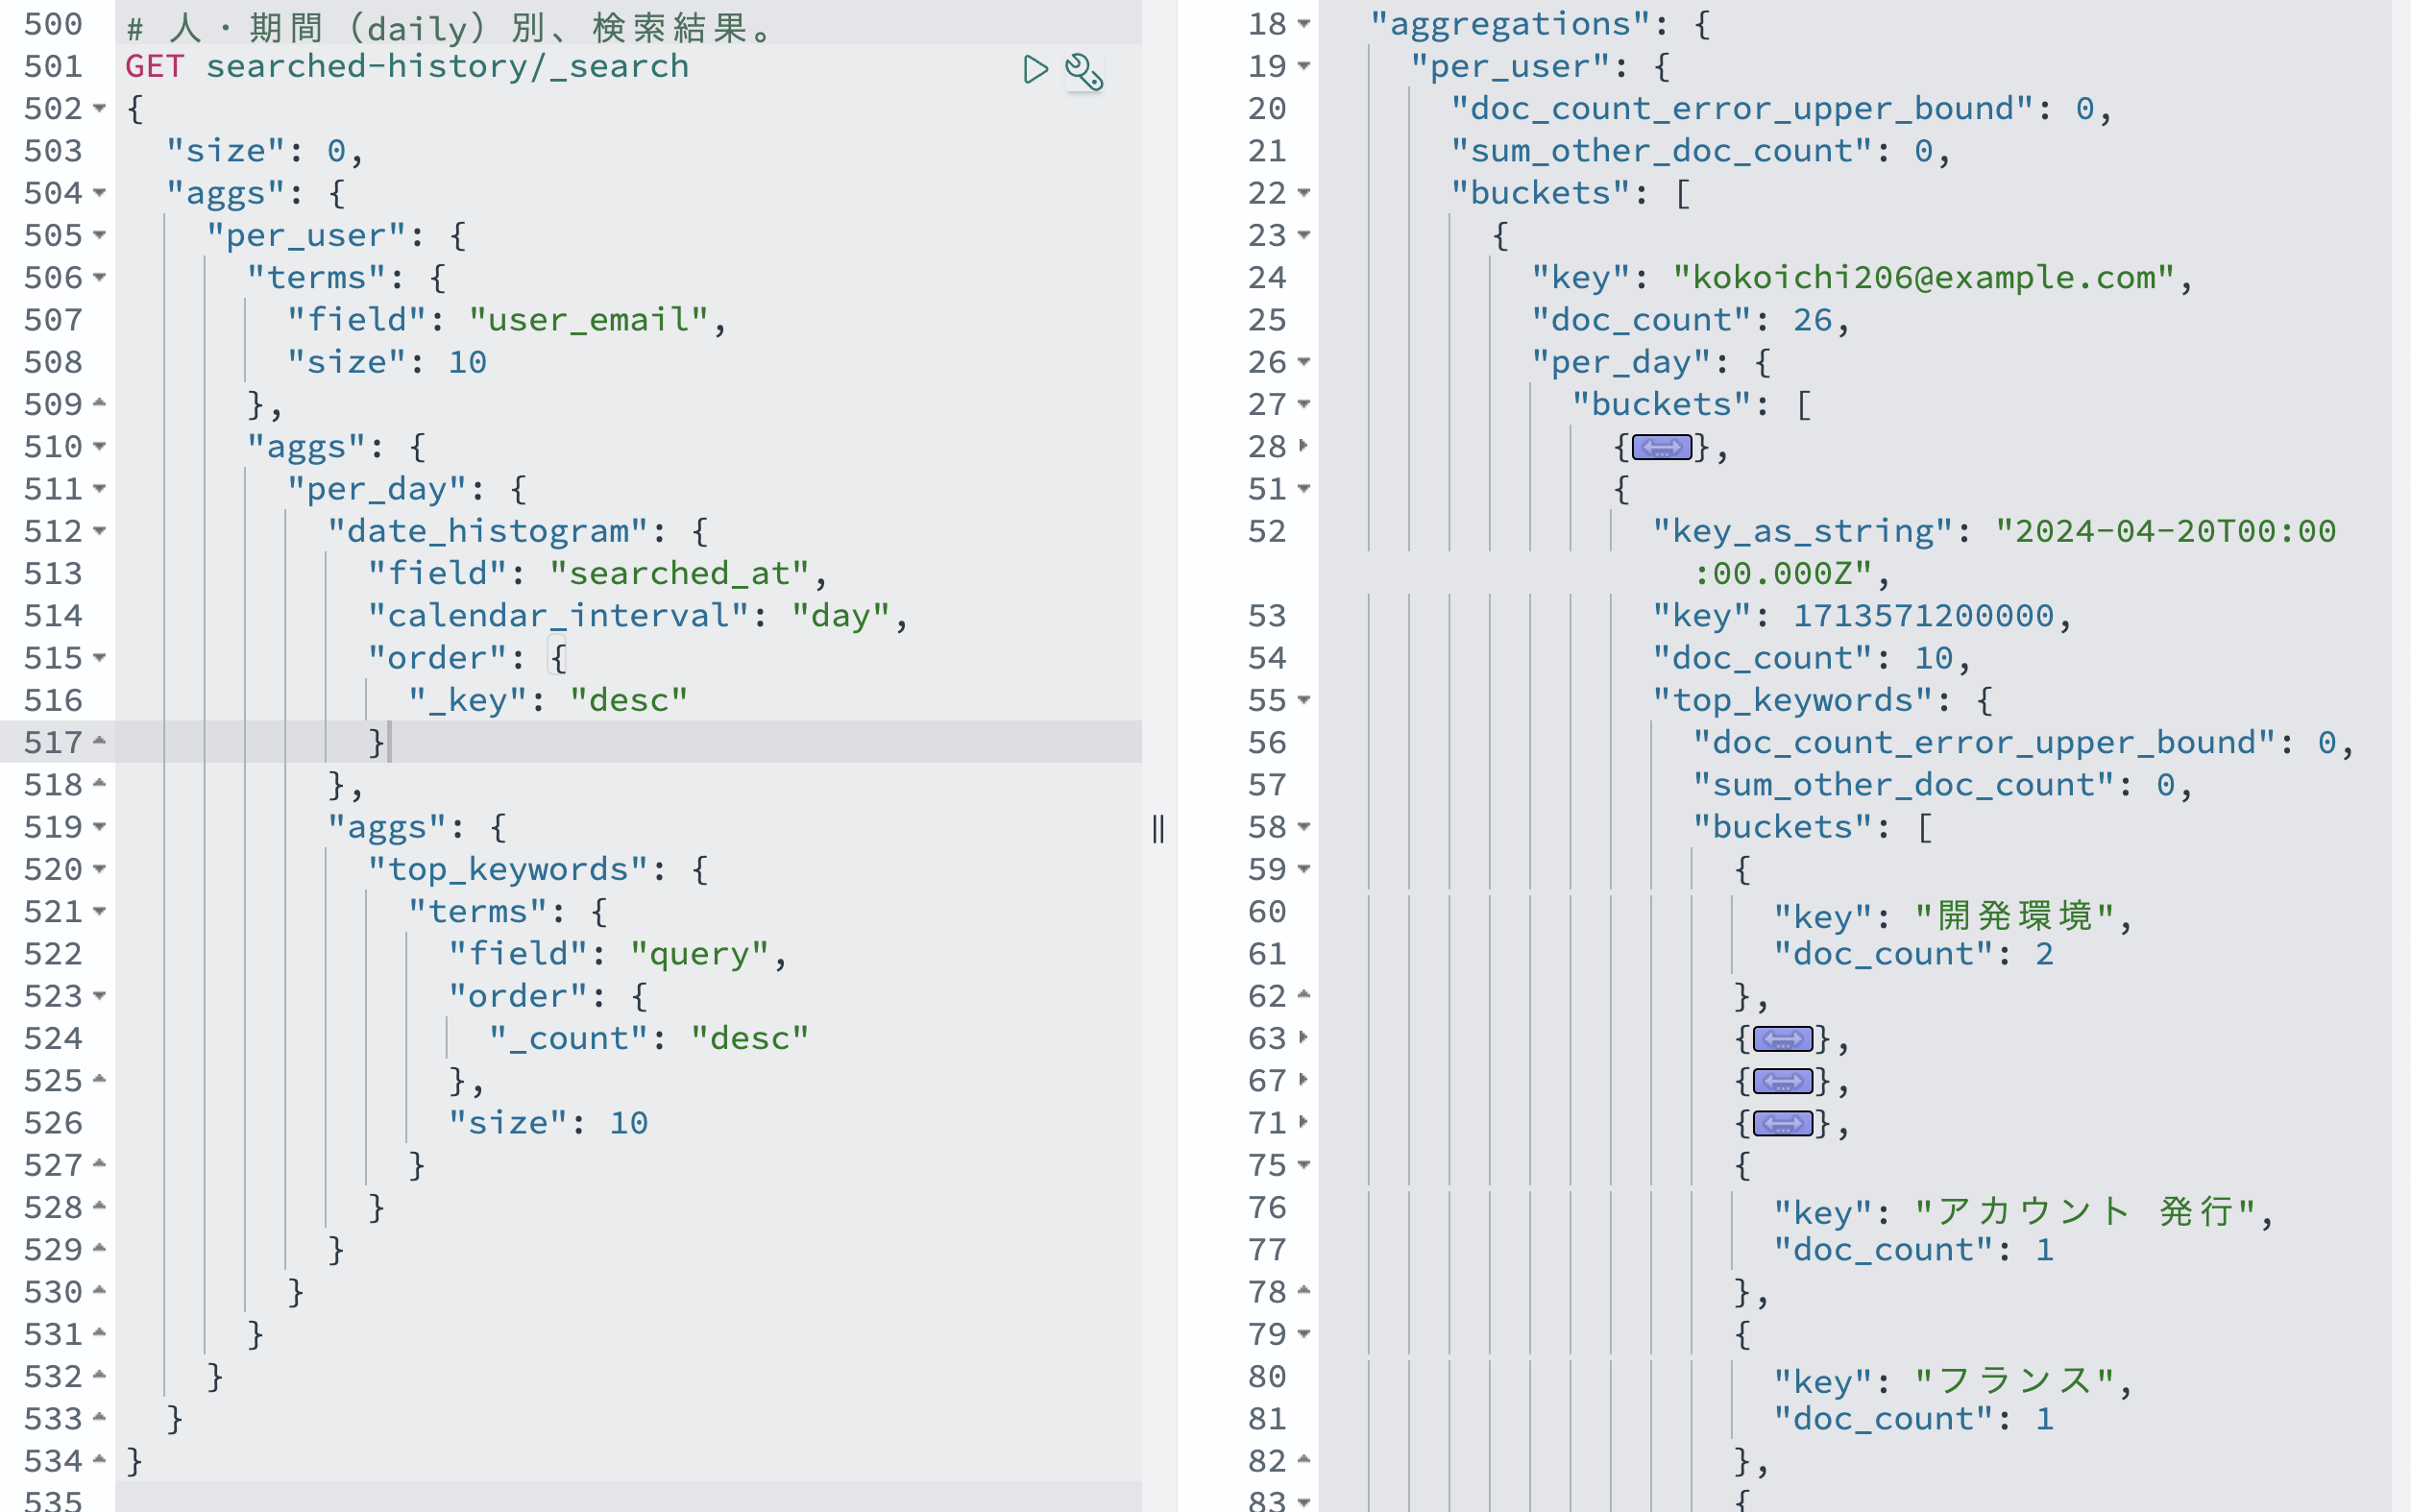 500 # 人・期間（daily）別、検索結果。
501 GET searched-history/_search
502 {
503 "size": 0,
504 "aggs": {
505 "per_user": {
506 "terms": {
507 "field": "user_email",
508 "size": 10
509 },
510 "aggs": {
511 "per_day": {
512 "date_histogram": {
513 "field": "searched_at",
514 "calendar_interval": "day",
515 "order": {
516 "_key": "desc"
517 }
518 },
519 "aggs": {
520 "top_keywords": {
521 "terms": {
522 "field": "query",
523 "order": {
524 "_count": "desc"
525 },
526 "size": 10
527 }
528 }
529 }
530 }
531 }
532 }
533 }
534 }
535
18 "aggregations": {
19 "per_user": {
20 "doc_count_error_upper_bound": 0,
21 "sum_other_doc_count": 0,
22 "buckets": [
23 {
24 "key": "kokoichi206@example.com",
25 "doc_count": 26,
26 "per_day": {
27 "buckets": [
28 {...},
51 {
52 "key_as_string": "2024-04-20T00:00
:00.000Z",
53 "key": 1713571200000,
54 "doc_count": 10,
55 "top_keywords": {
56 "doc_count_error_upper_bound": 0,
57 "sum_other_doc_count": 0,
58 "buckets": [
59 {
60 "key": "開発環境",
61 "doc_count": 2
62 },
63 {...},
67 {...},
71 {...},
75 {
76 "key": "アカウント 発行",
77 "doc_count": 1
78 },
79 {
80 "key": "フランス",
81 "doc_count": 1
82 },
83 {